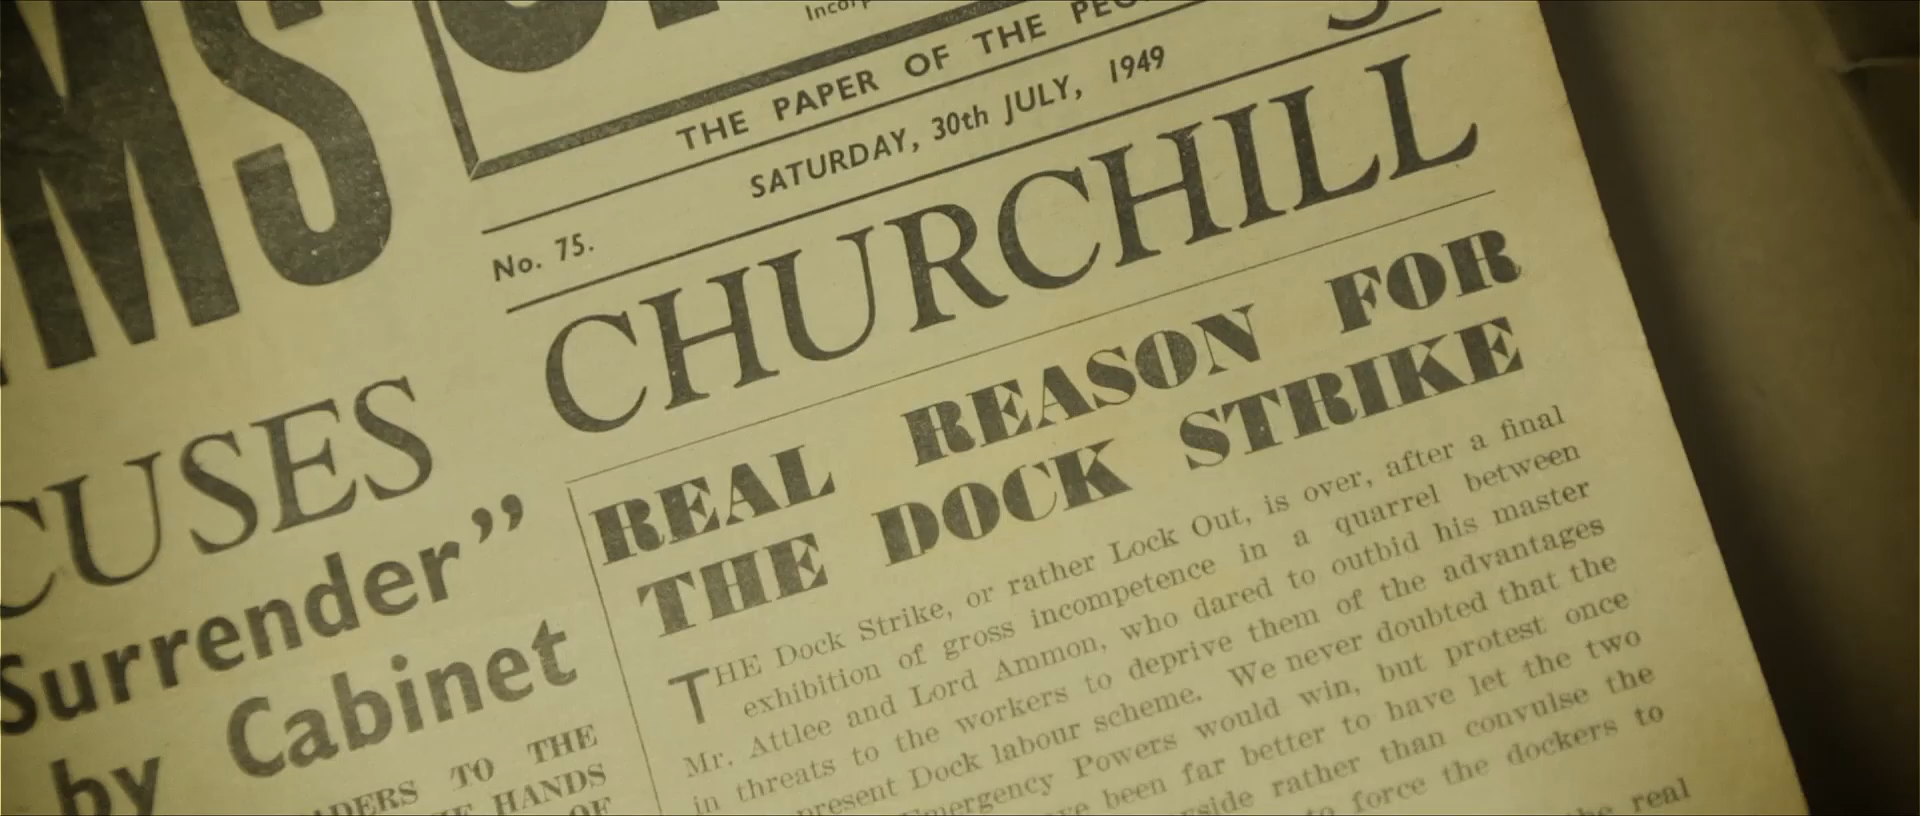 THE PAPER OF THE
SATURDAY, 30th JULY, 1949
No. 75.
CUSES CHURCHILL
Surrender”
by Cabinet
TO THE
HANDS
OF
REAL REASON FOR
THE DOCK STRIKE
THE Dock Strike, or rather Lock Out, is over, after a final
exhibition of gross incompetence in a quarrel between
Mr. Attlee and Lord Ammon, who dared to outbid his master
in threats to the workers to deprive them of the advantages
present Dock labour scheme. We never doubted that the
Emergency Powers would win, but protest once
been far better to have let the two
rather than convulse the
to force the dockers to
the real